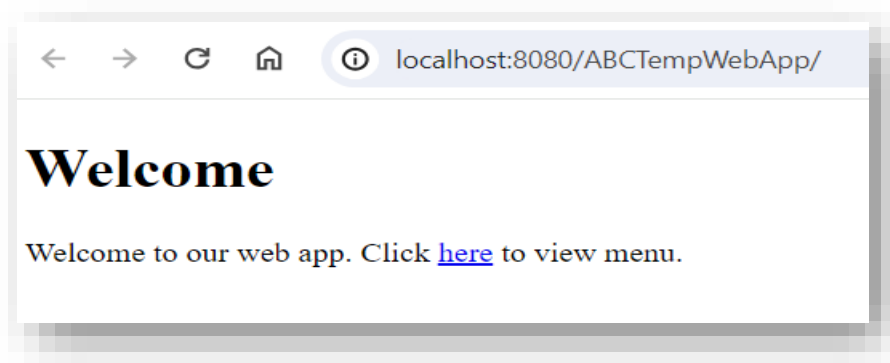 localhost:8080/ABCTempWebApp/
Welcome
Welcome to our web app. Click here to view menu.